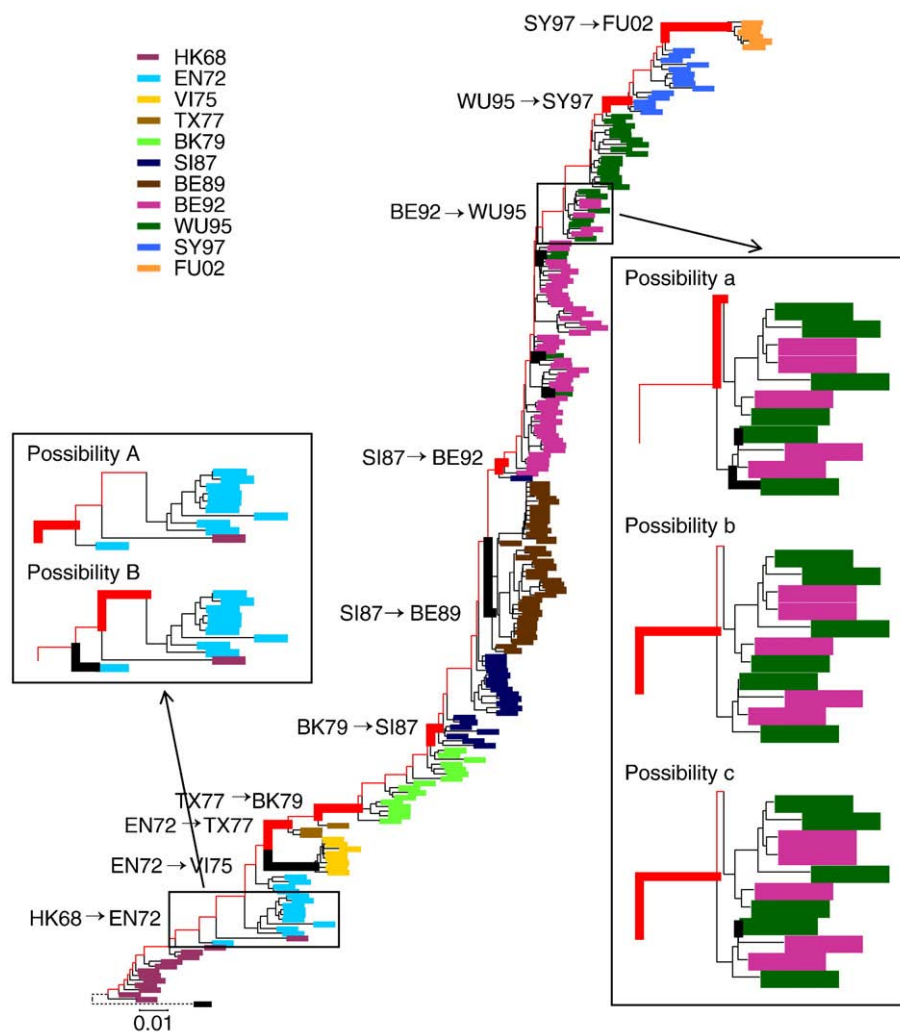 SY97→FU02
HK68
EN72
VI75
TX77
BK79
SI87
BE89
BE92
WU95
SY97
FU02
WU95→SY97
BE92→WU95
Possibility a
Possibility A
SI87→BE92
Possibility B
Possibility b
SI87→BE89
BK79→SI87
Possibility c
TX77→BK79
EN72→TX77
EN72→VI75
HK68→EN72
0.01